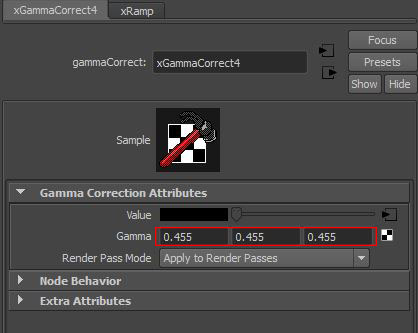 xGammaCorrect4 xRamp
Focus
gammaCorrect: xGammaCorrect4
Presets
Show Hide
Sample
Gamma Correction Attributes
Value
Gamma 0.455 0.455 0.455
Render Pass Mode Apply to Render Passes
Node Behavior
Extra Attributes